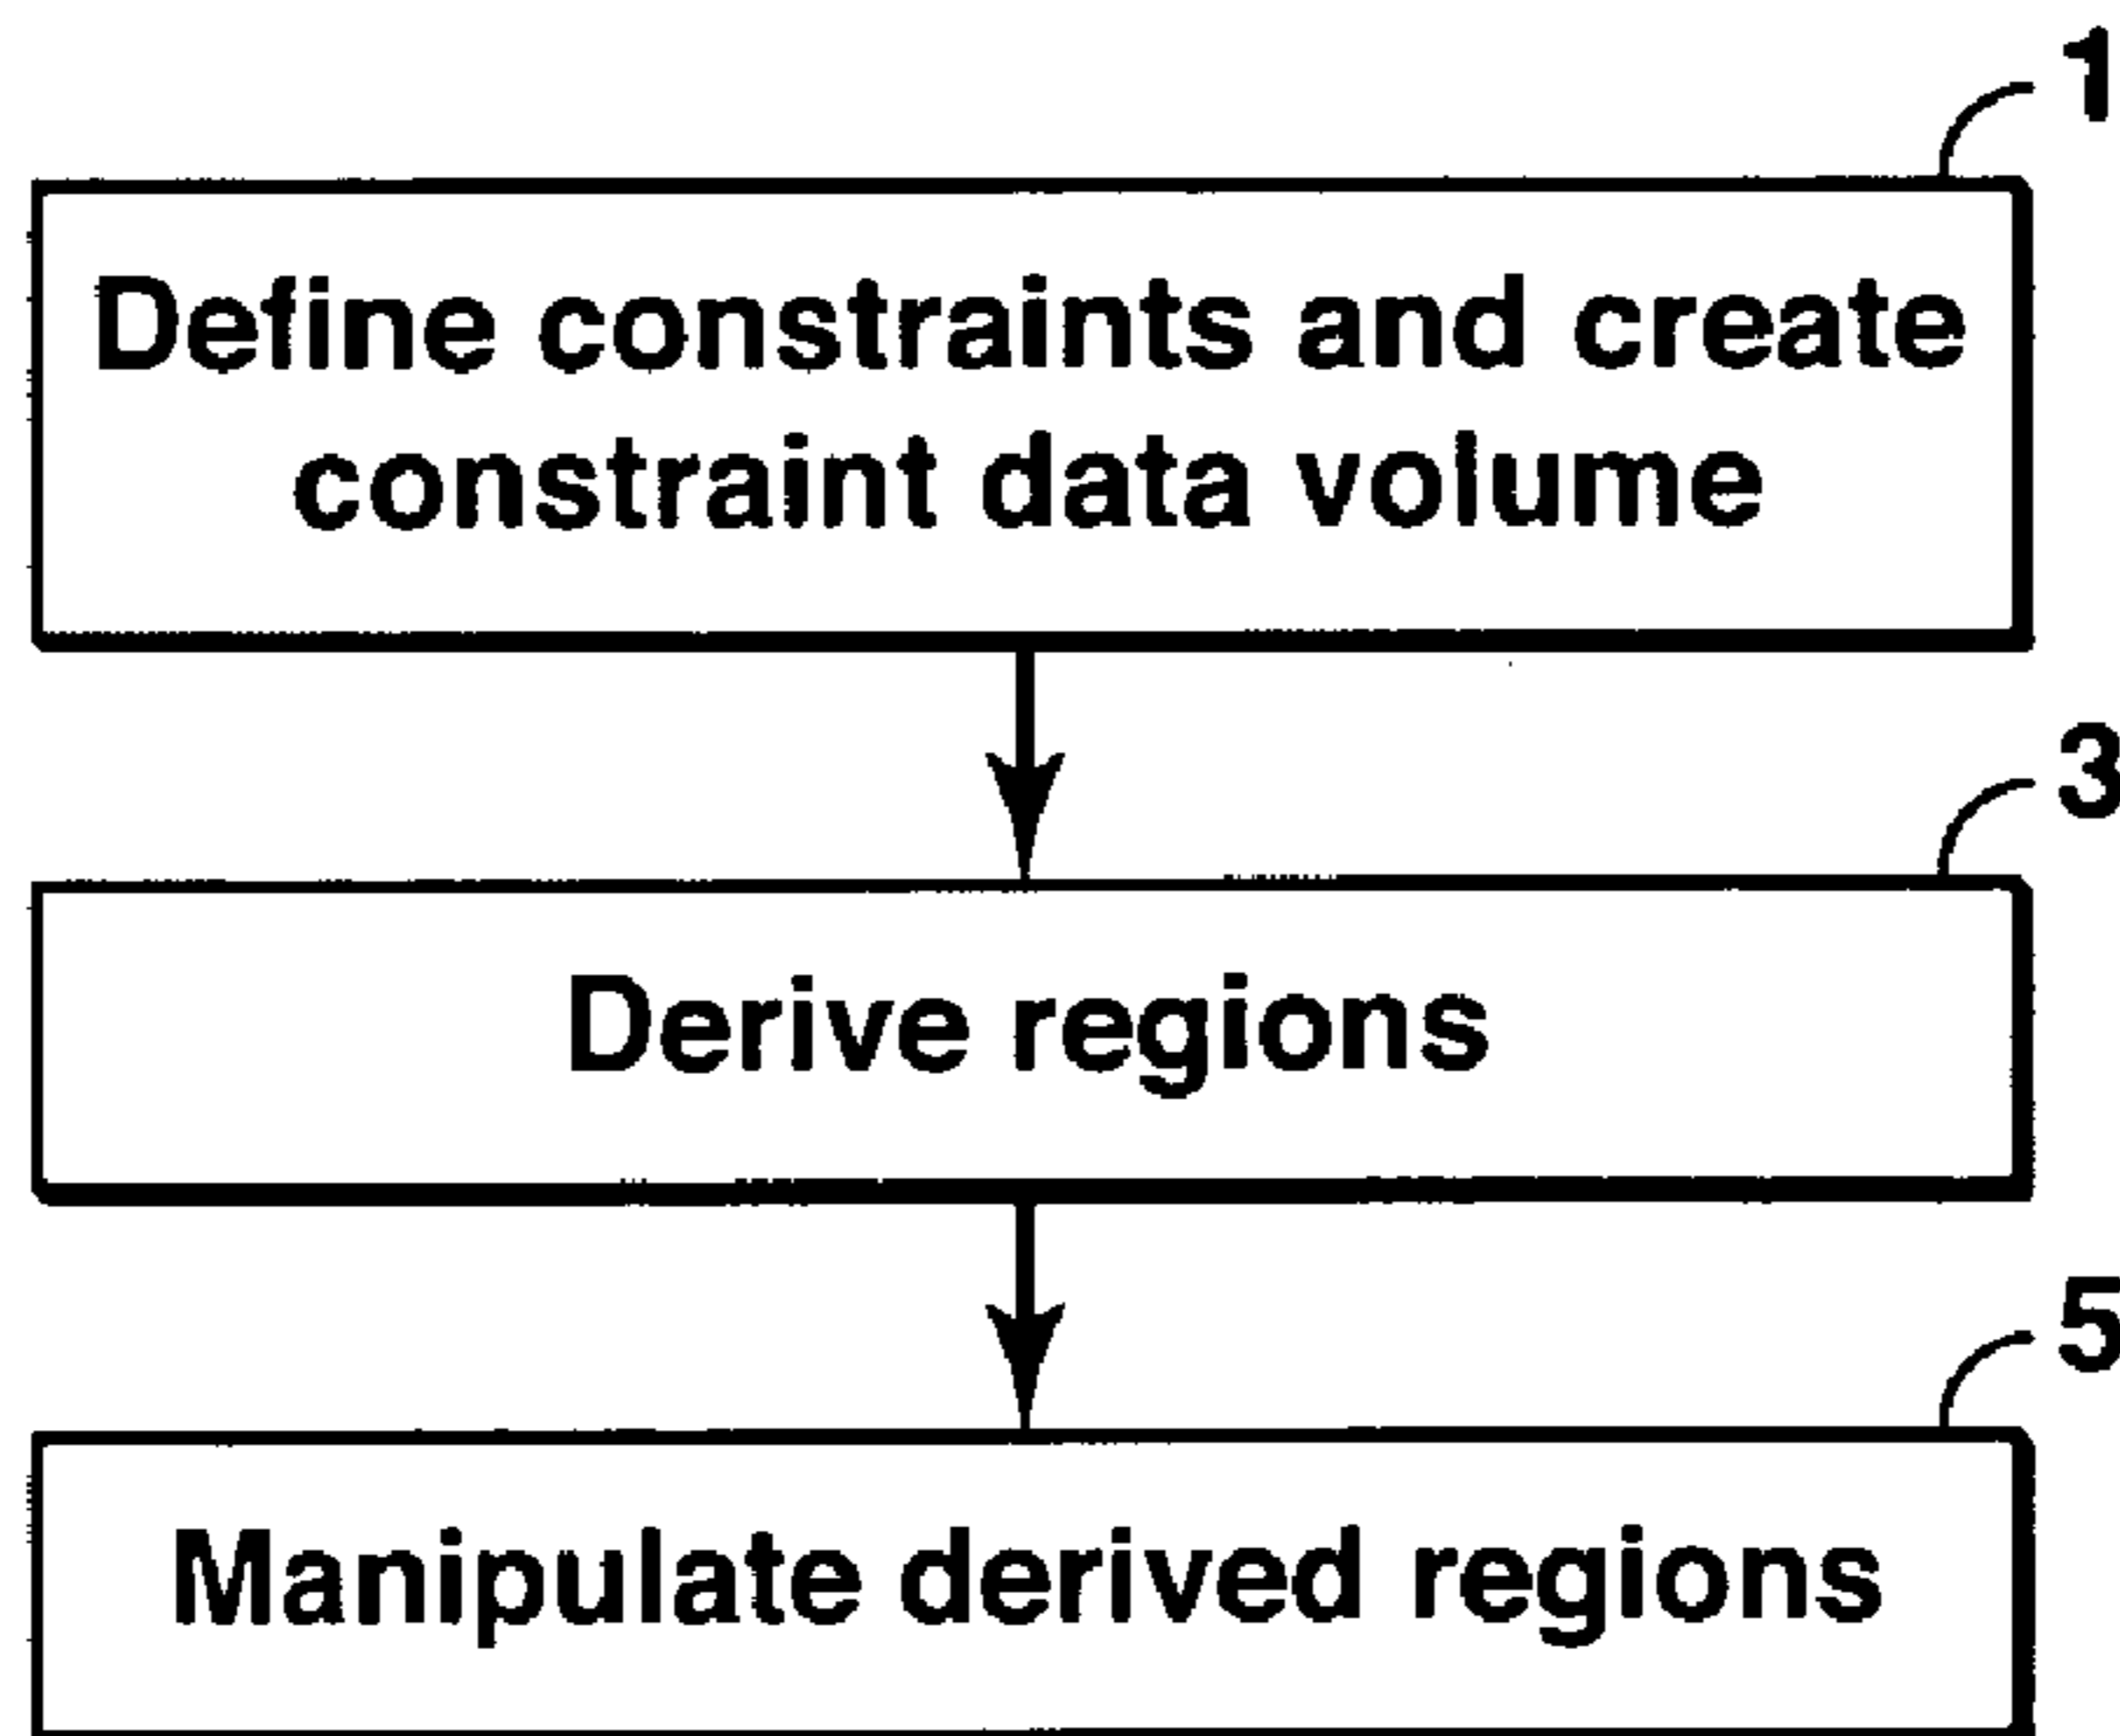 1
Define constraints and create
constraint data volume
3
Derive regions
5
Manipulate derived regions